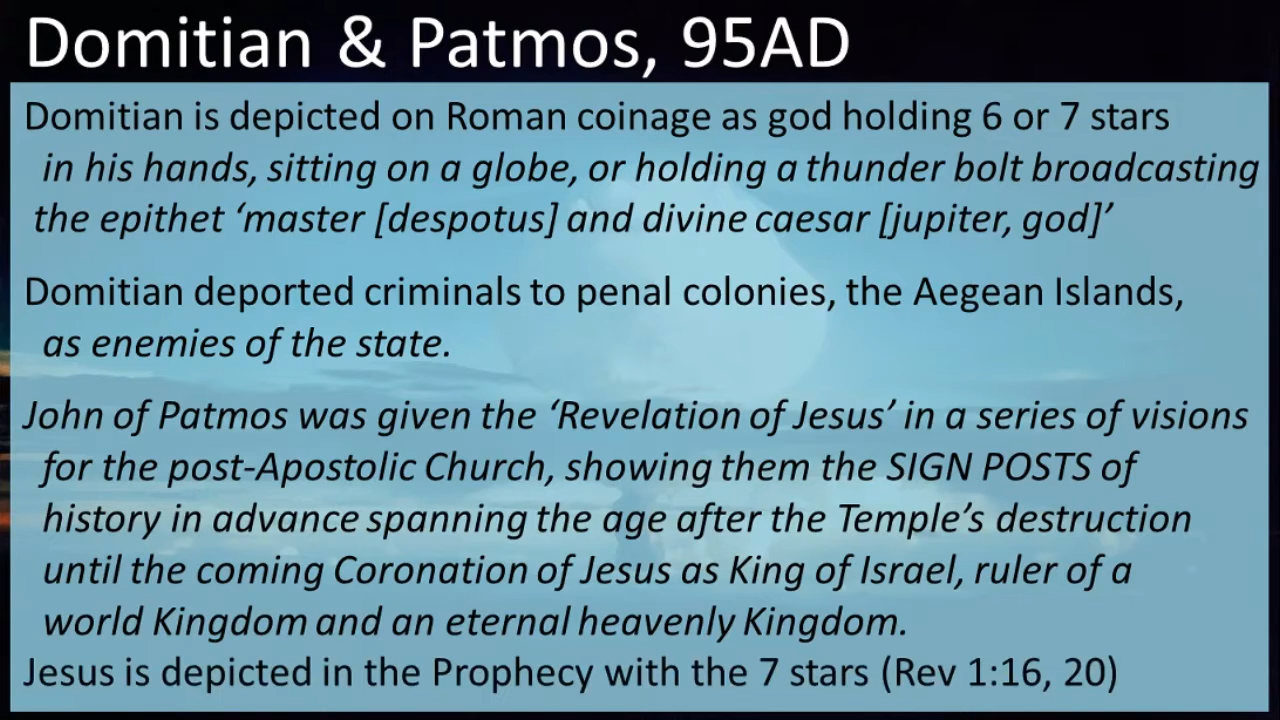 Domitian & Patmos, 95AD
Domitian is depicted on Roman coinage as god holding 6 or 7 stars
in his hands, sitting on a globe, or holding a thunder bolt broadcasting
the epithet ‘master [despotus] and divine caesar [jupiter, god]’
Domitian deported criminals to penal colonies, the Aegean Islands,
as enemies of the state.
John of Patmos was given the ‘Revelation of Jesus’ in a series of visions
for the post-Apostolic Church, showing them the SIGN POSTS of
history in advance spanning the age after the Temple’s destruction
until the coming Coronation of Jesus as King of Israel, ruler of a
world Kingdom and an eternal heavenly Kingdom.
Jesus is depicted in the Prophecy with the 7 stars (Rev 1:16, 20)